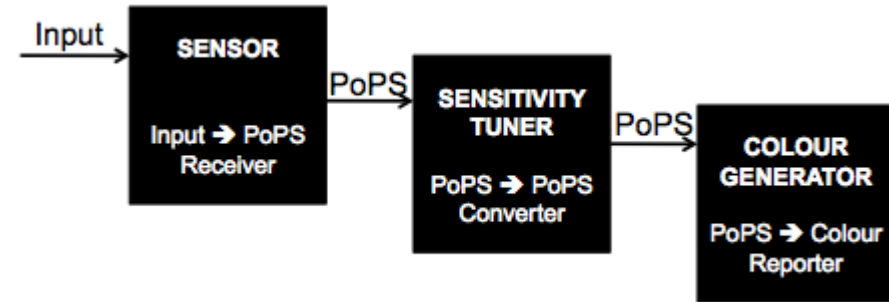 Input
SENSOR
Input ➔ PoPS
Receiver
PoPS
SENSITIVITY
TUNER
PoPS ➔ PoPS
Converter
PoPS
COLOUR
GENERATOR
PoPS ➔ Colour
Reporter